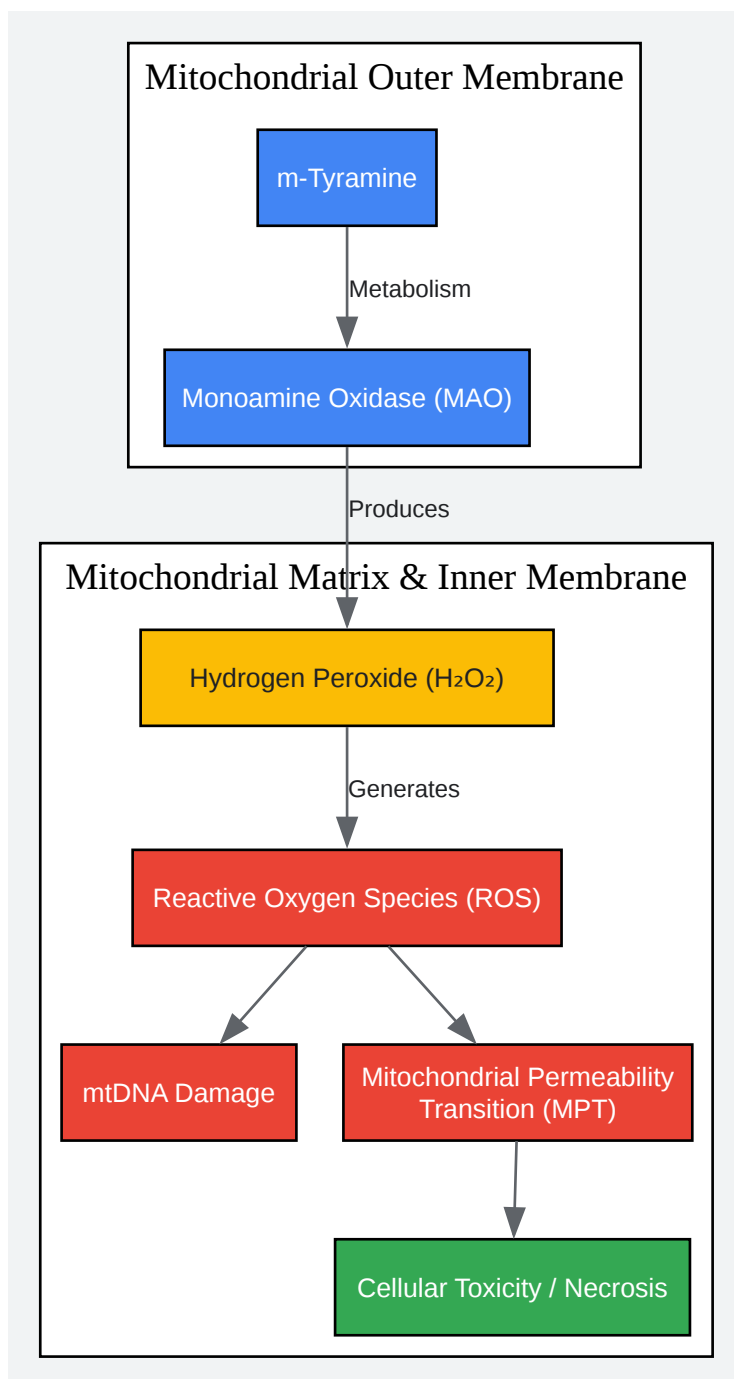 Mitochondrial Outer Membrane
m-Tyramine
Metabolism
Monoamine Oxidase (MAO)
Produces
Mitochondrial Matrix & Inner Membrane
Hydrogen Peroxide (H₂O₂)
Generates
Reactive Oxygen Species (ROS)
mtDNA Damage
Mitochondrial Permeability
Transition (MPT)
Cellular Toxicity / Necrosis